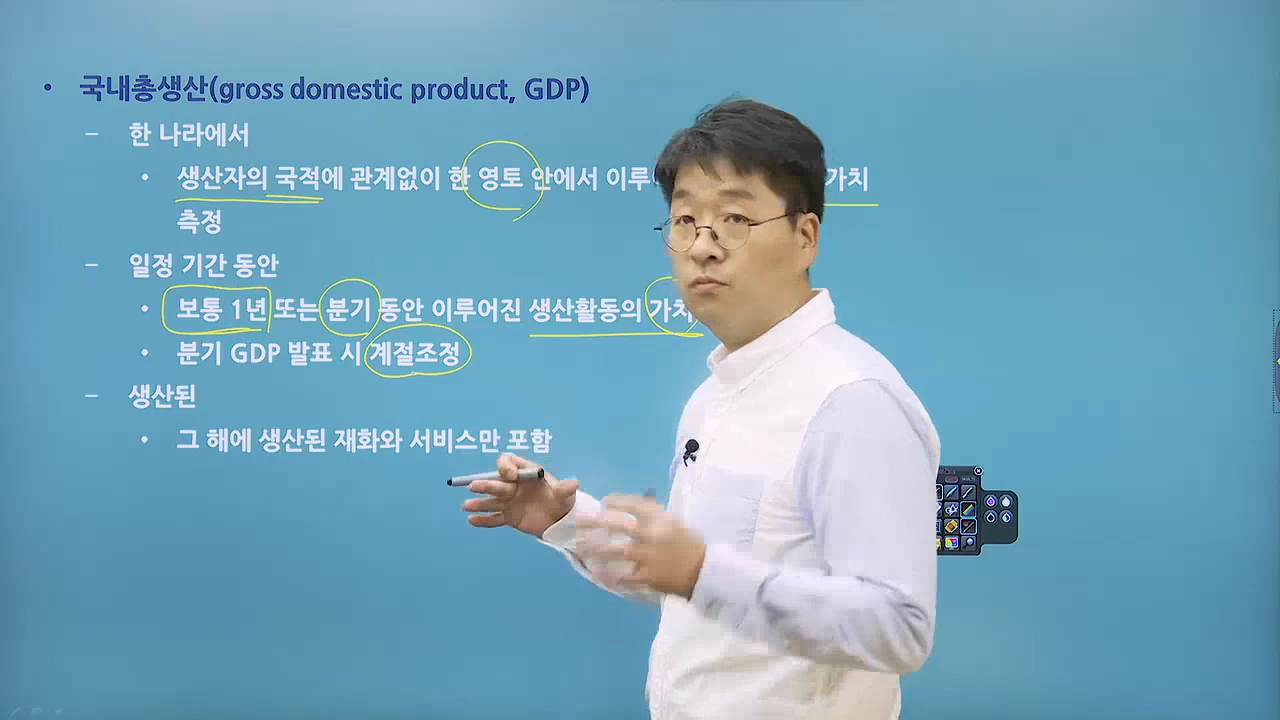 • 국내총생산(gross domestic product, GDP)
– 한 나라에서
• 생산자의 국적에 관계없이 한 영토 안에서 이루 가치
측정
– 일정 기간 동안
• 보통 1년 또는 분기 동안 이루어진 생산활동의 가치
• 분기 GDP 발표 시 계절조정
– 생산된
• 그 해에 생산된 재화와 서비스만 포함